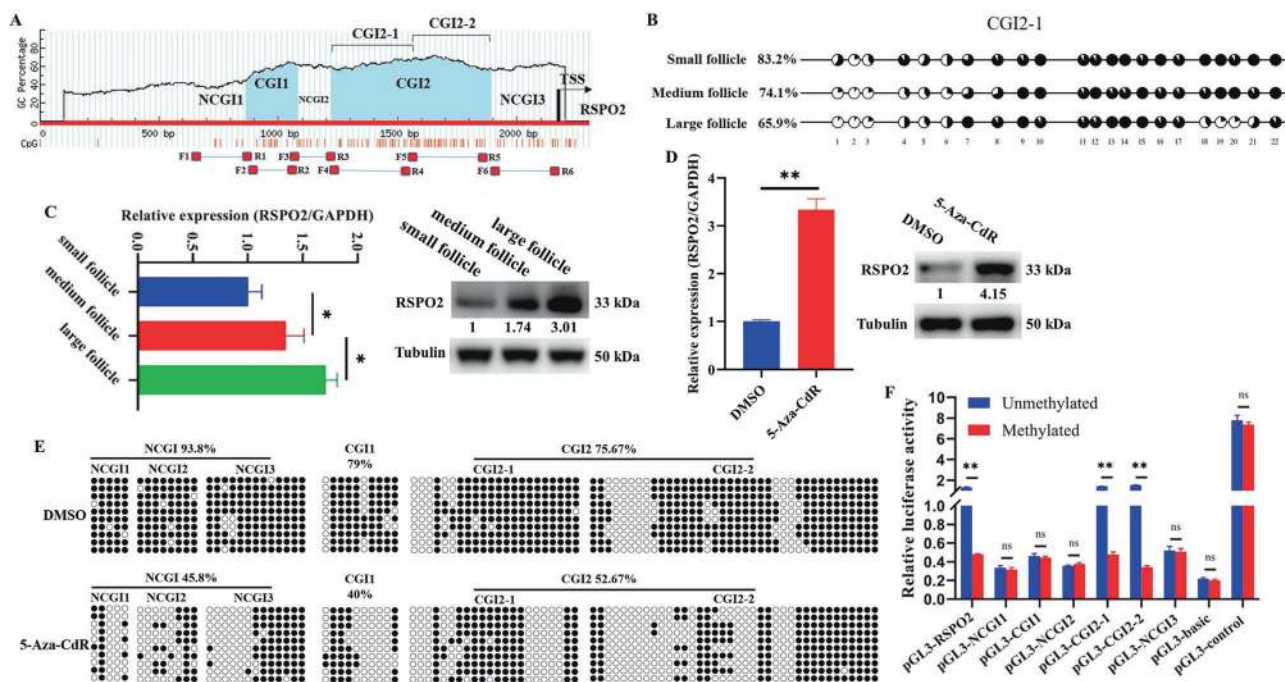 A
CGI2-1
CGI2-2
GC Percentage
80
60
40
20
0
NCGI1
CGI1
NCGI2
CGI2
NCGI3
TSS
RSPO2
500 bp
1000 bp
1500 bp
2000 bp
CpG
F1 R1 F3 R3 F5 R5
F2 R2 F4 R4 F6 R6
B
CGI2-1
Small follicle 83.2%
Medium follicle 74.1%
Large follicle 65.9%
1 2 3 4 5 6 7 8 9 10 11 12 13 14 15 16 17 18 19 20 21 22
C
Relative expression (RSPO2/GAPDH)
0.0 0.5 1.0 1.5 2.0
small follicle
medium follicle
large follicle
*
*
small follicle
medium follicle
large follicle
RSPO2
33 kDa
1 1.74 3.01
Tubulin
50 kDa
D
Relative expression (RSPO2/GAPDH)
4
3
2
1
0
**
DMSO
5-Aza-CdR
DMSO
5-Aza-CdR
RSPO2
33 kDa
1 4.15
Tubulin
50 kDa
E
NCGI 93.8%
NCGI1 NCGI2 NCGI3
CGI1
79%
CGI2 75.67%
CGI2-1 CGI2-2
DMSO
NCGI 45.8%
NCGI1 NCGI2 NCGI3
CGI1
40%
CGI2 52.67%
CGI2-1 CGI2-2
5-Aza-CdR
F
Unmethylated
Methylated
Relative luciferase activity
10
8
6
4
2
1.0
0.8
0.6
0.4
0.2
0.0
** ns ns ns ** ** ns ns ns
pGL3-RSPO2
pGL3-NCGI1
pGL3-CGI1
pGL3-NCGI2
pGL3-CGI2-1
pGL3-CGI2-2
pGL3-NCGI3
pGL3-basic
pGL3-control